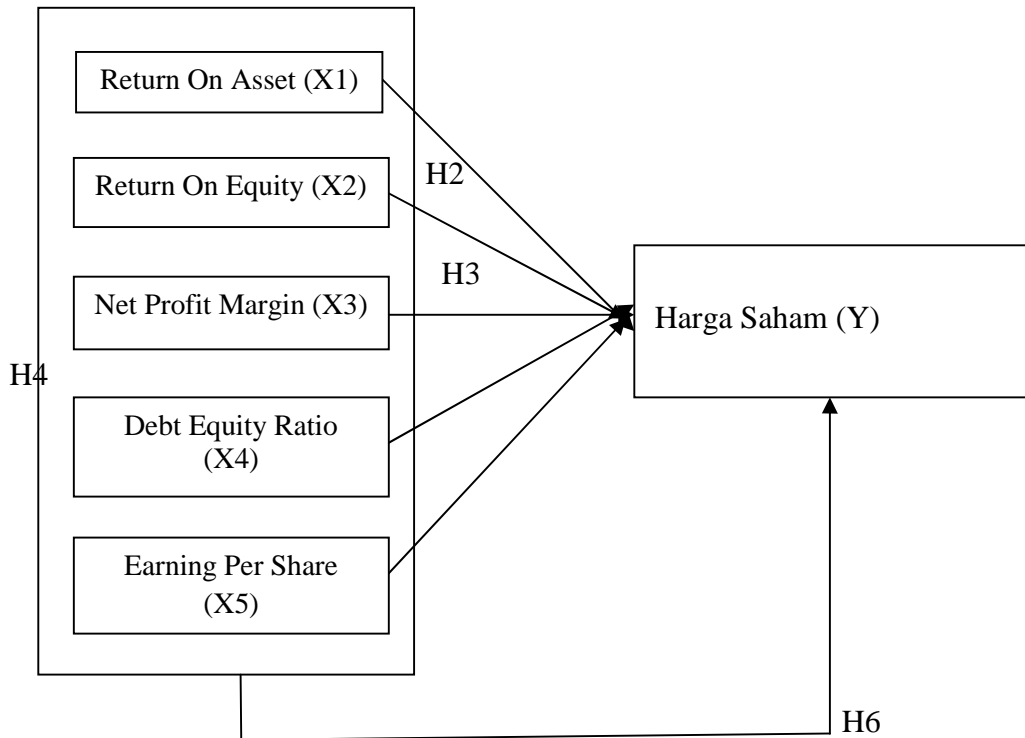 Return On Asset (X1)
H2
Return On Equity (X2)
H3
Net Profit Margin (X3)
Harga Saham (Y)
H4
Debt Equity Ratio
(X4)
Earning Per Share
(X5)
H6